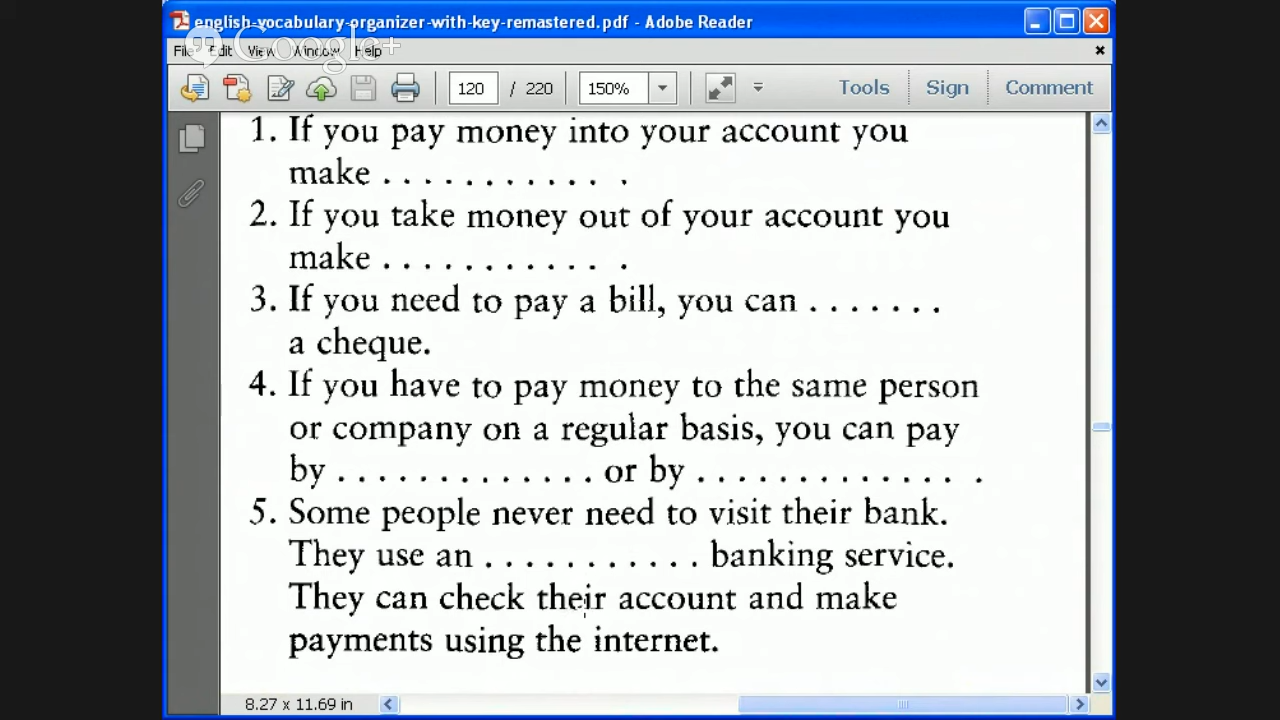 english-vocabulary-organizer-with-key-remastered.pdf - Adobe Reader
Google+
File Edit View Window Help
120 / 220 150% Tools Sign Comment
1. If you pay money into your account you
make . . . . . . . . . . . .
2. If you take money out of your account you
make . . . . . . . . . . . .
3. If you need to pay a bill, you can . . . . . . .
a cheque.
4. If you have to pay money to the same person
or company on a regular basis, you can pay
by . . . . . . . . . . . . . or by . . . . . . . . . . . . . .
5. Some people never need to visit their bank.
They use an . . . . . . . . . . . banking service.
They can check their account and make
payments using the internet.
8.27 x 11.69 in